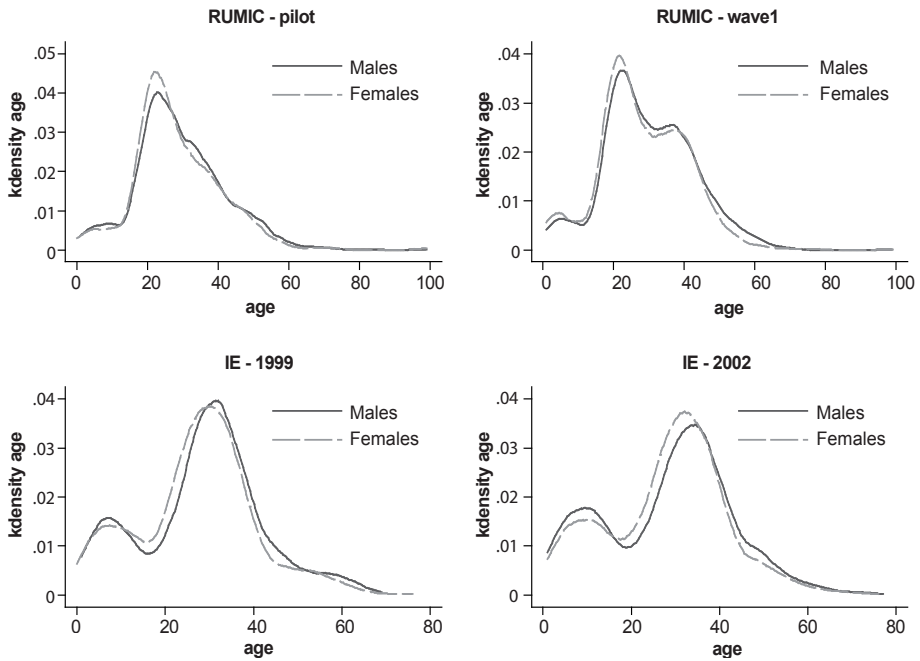 RUMIC - pilot
kdensity age
.05
.04
.03
.02
.01
0
Males
Females
0 20 40 60 80 100
age
RUMIC - wave1
kdensity age
.04
.03
.02
.01
0
Males
Females
0 20 40 60 80 100
age
IE - 1999
kdensity age
.04
.03
.02
.01
0
Males
Females
0 20 40 60 80
age
IE - 2002
kdensity age
.04
.03
.02
.01
0
Males
Females
0 20 40 60 80
age